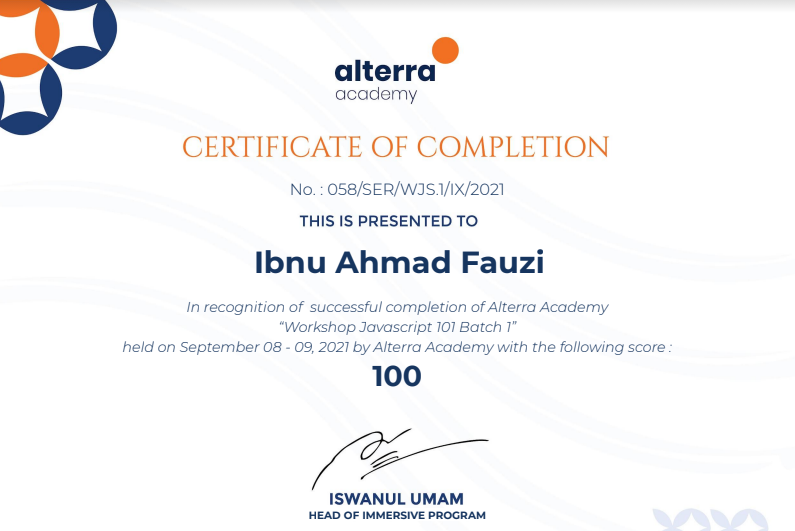 alterra
academy
CERTIFICATE OF COMPLETION
No. : 058/SER/WJS.1/IX/2021
THIS IS PRESENTED TO
Ibnu Ahmad Fauzi
In recognition of  successful completion of Alterra Academy
“Workshop Javascript 101 Batch 1”
held on September 08 - 09, 2021 by Alterra Academy with the following score :
100
ISWANUL UMAM
HEAD OF IMMERSIVE PROGRAM